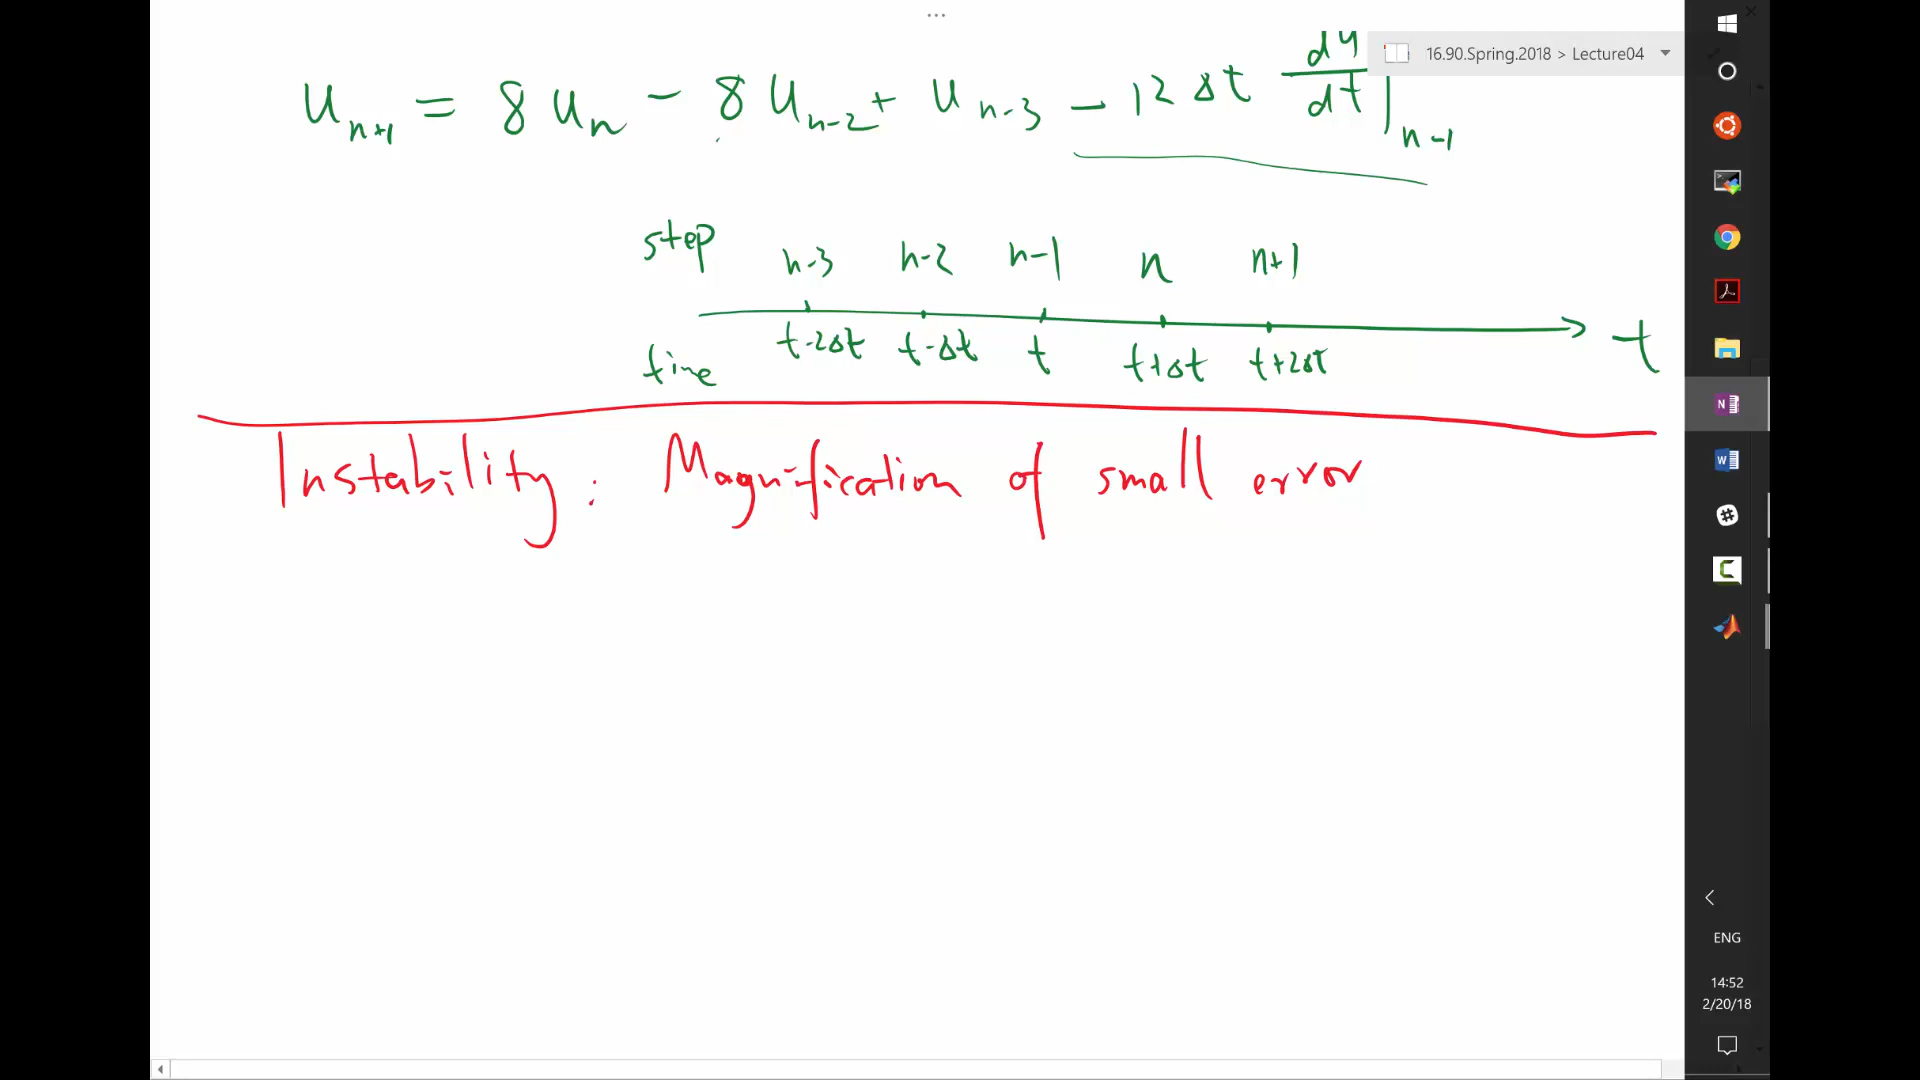 ...
16.90.Spring.2018 > Lecture04
u_{n+1} = 8 u_n - 8 u_{n-2} + u_{n-3} - 12 Δt du/dt|_{n-1}
step n-3 n-2 n-1 n n+1
time t-2Δt t-Δt t t+Δt t+2Δt t
Instability: Magnification of small error
ENG
14:52
2/20/18